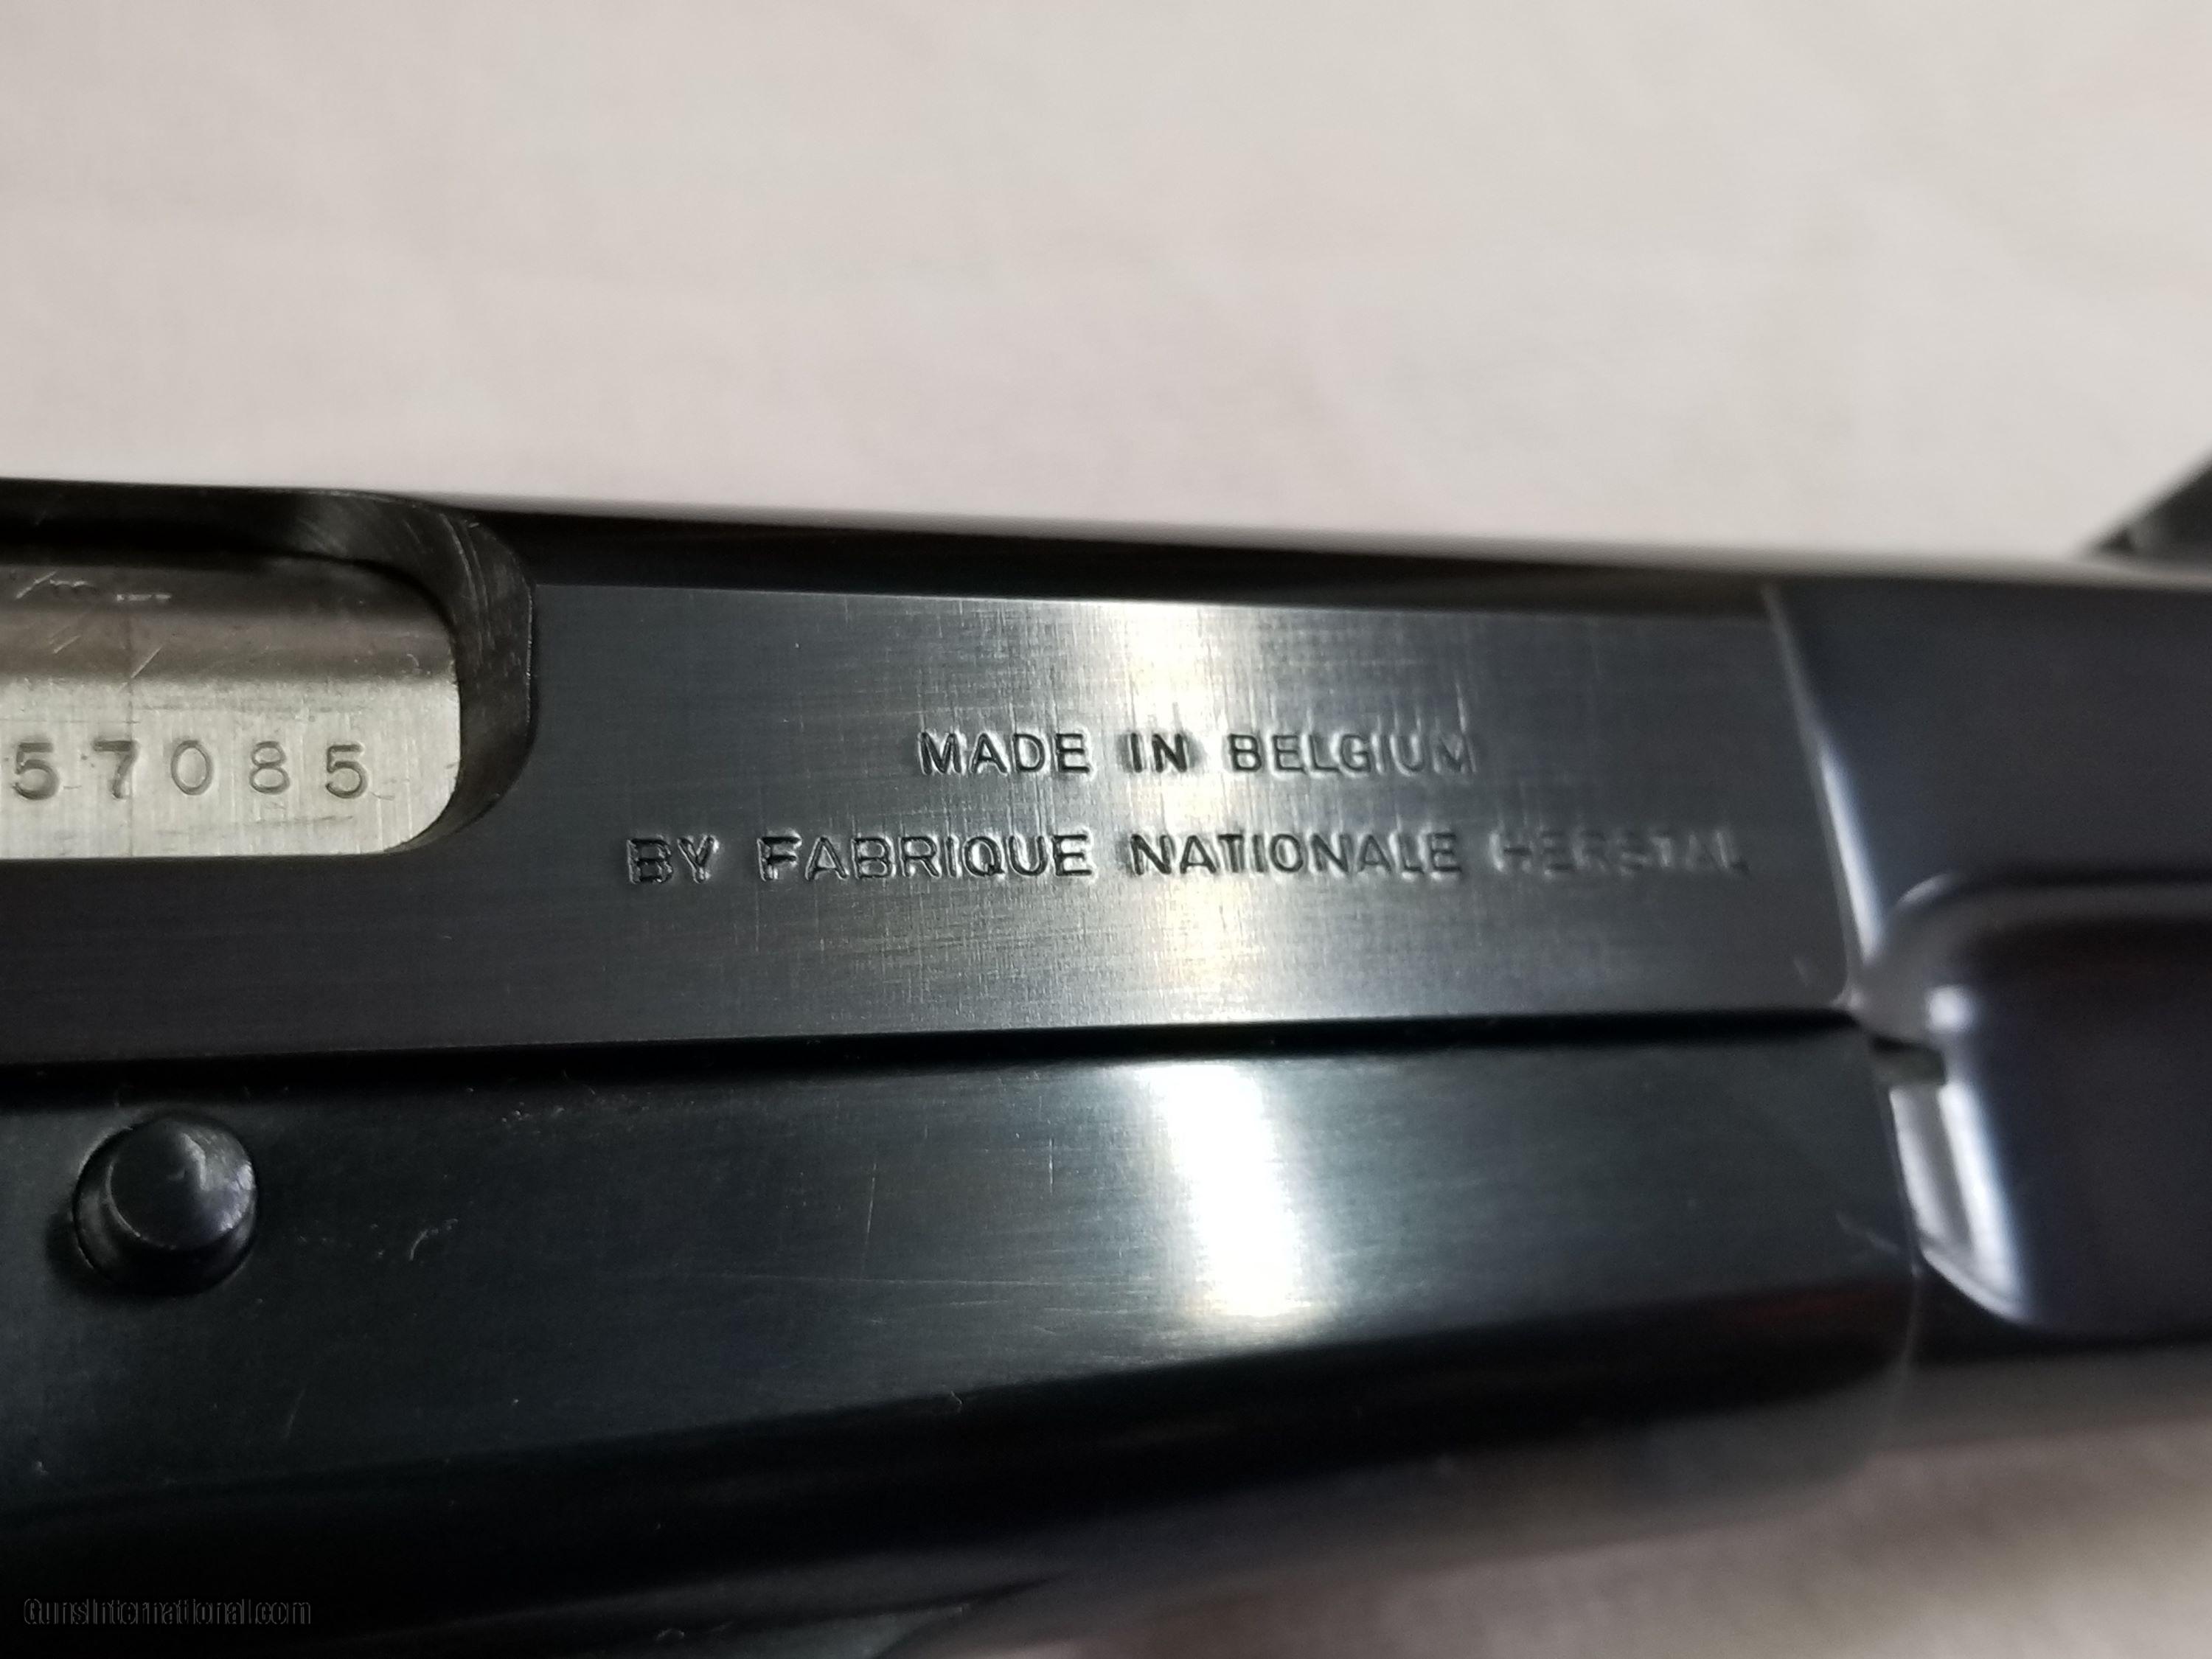 MADE IN BELGIUM
BY FABRIQUE NATIONALE HERSTAL
57085
GunsInternational.com